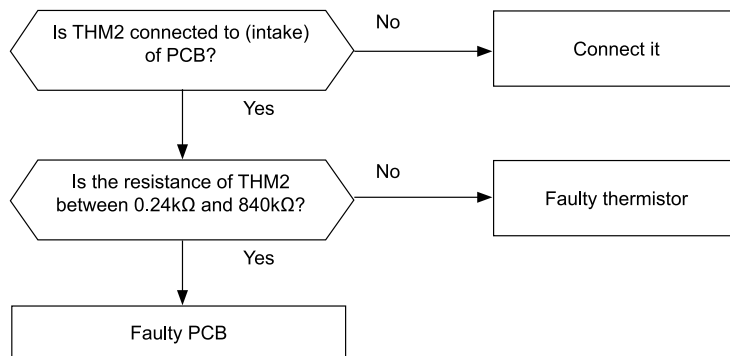 Is THM2 connected to (intake)
of PCB?
No
Connect it
Yes
Is the resistance of THM2
between 0.24kΩ and 840kΩ?
No
Faulty thermistor
Yes
Faulty PCB